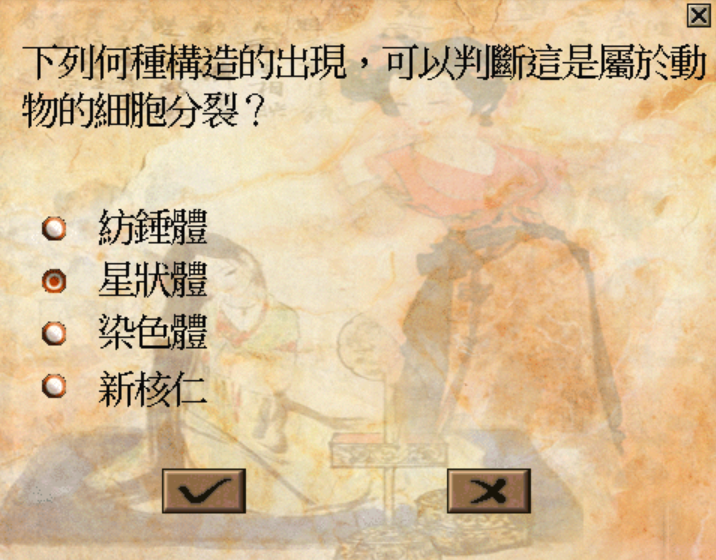 下列何種構造的出現，可以判斷這是屬於動
物的細胞分裂？
紡錘體
星狀體
染色體
新核仁